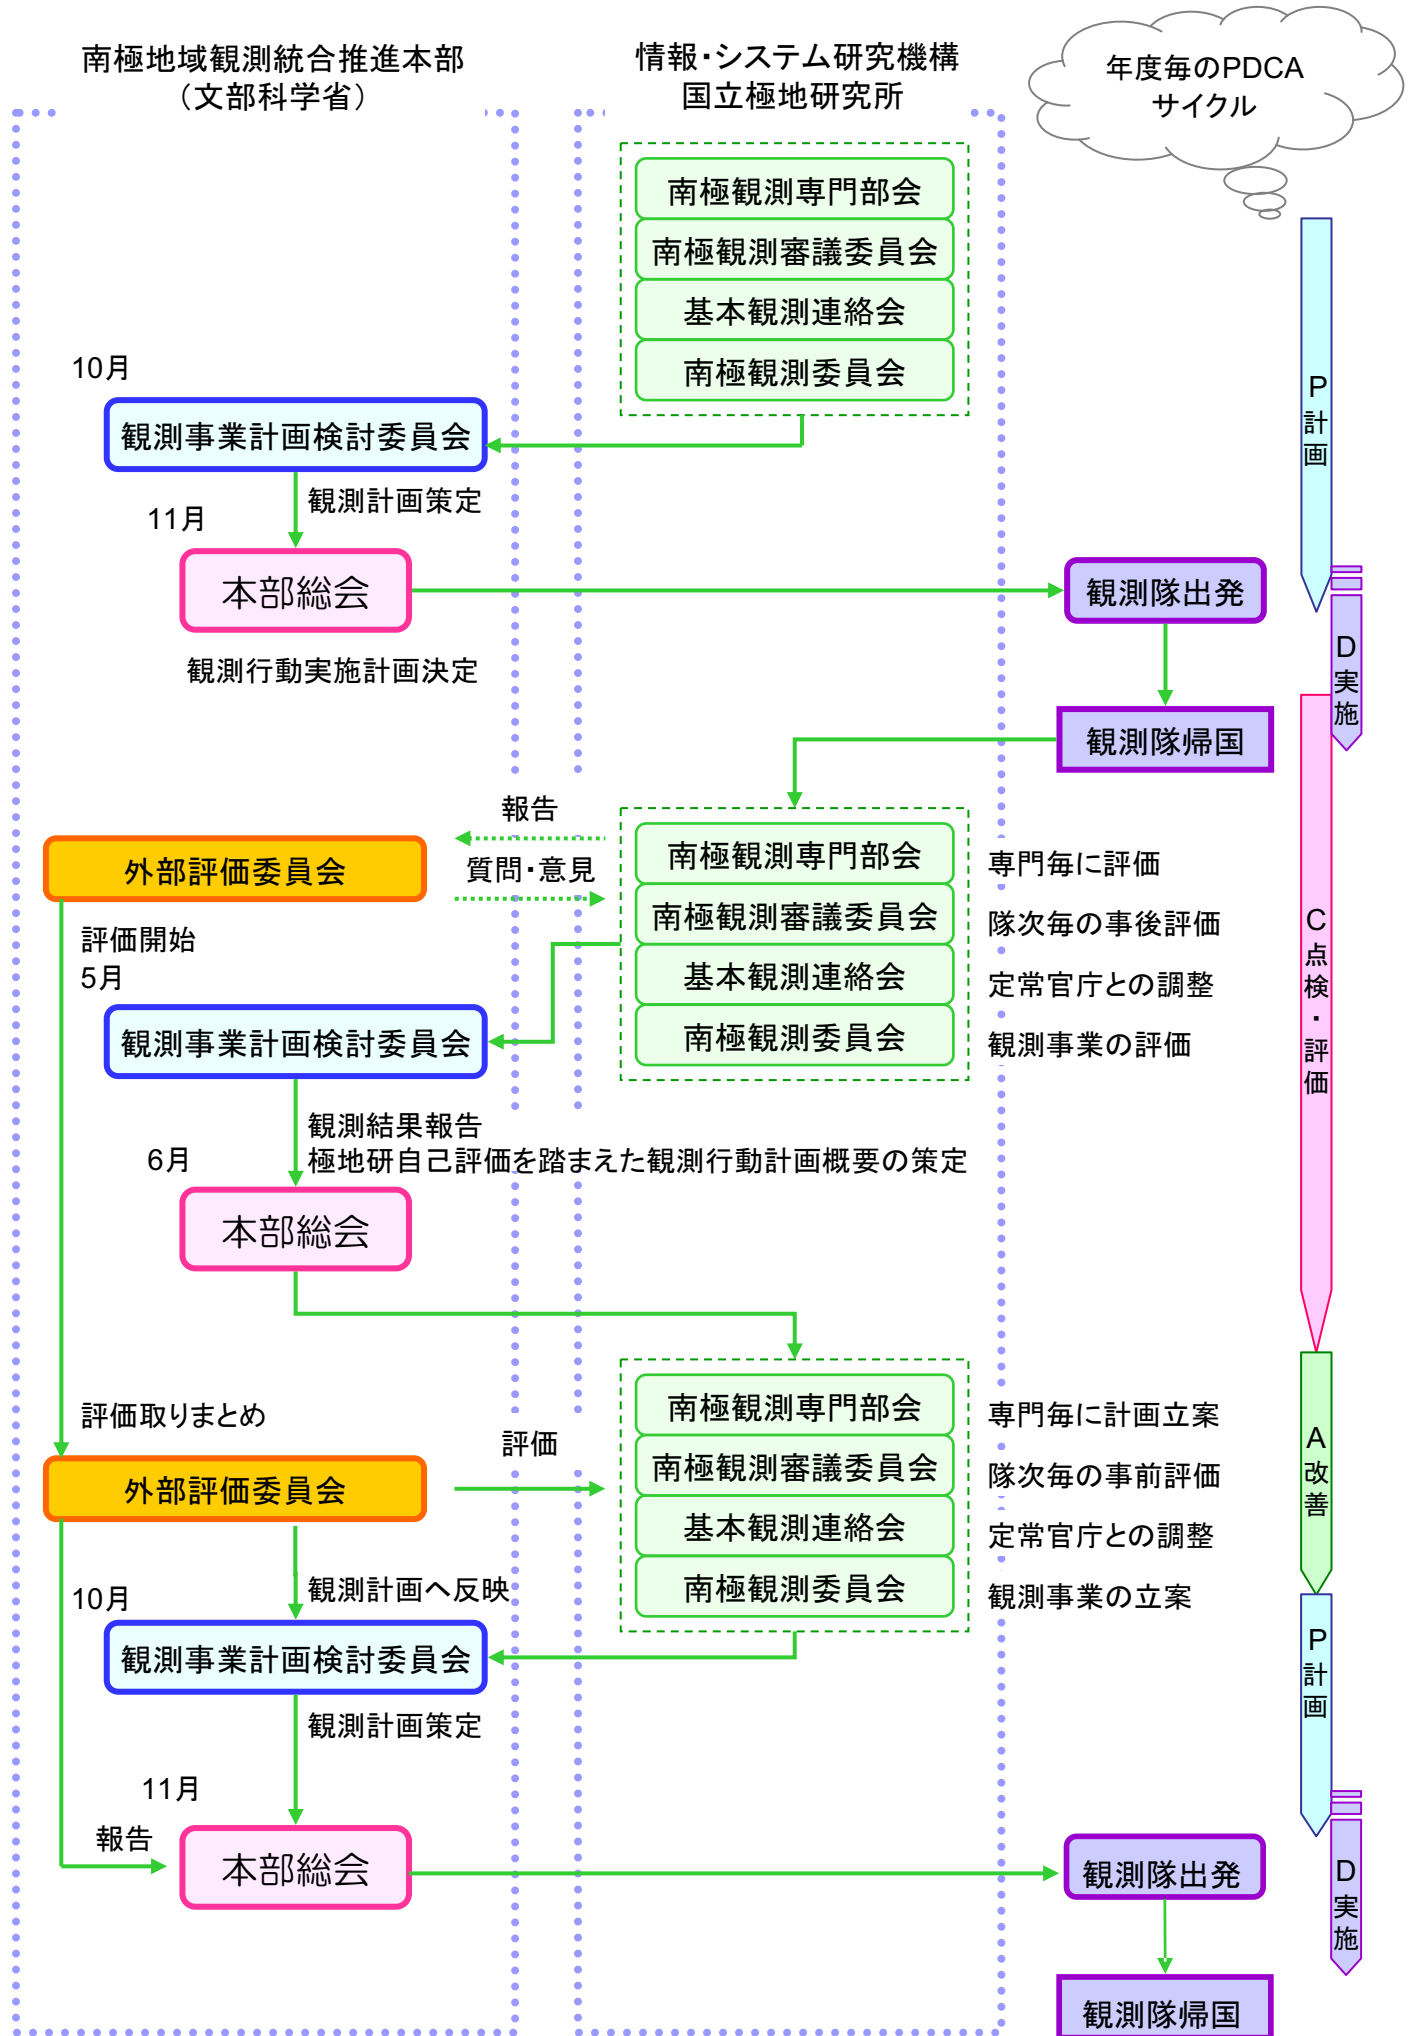 南極地域観測統合推進本部
（文部科学省）
情報・システム研究機構
国立極地研究所
年度毎のPDCA
サイクル
南極観測専門部会
南極観測審議委員会
基本観測連絡会
南極観測委員会
P
計
画
10月
観測事業計画検討委員会
観測計画策定
11月
本部総会
観測隊出発
観測行動実施計画決定
D
実
施
観測隊帰国
報告
外部評価委員会
質問・意見
南極観測専門部会
専門毎に評価
南極観測審議委員会
隊次毎の事後評価
基本観測連絡会
定常官庁との調整
南極観測委員会
観測事業の評価
C
点
検
・
評
価
評価開始
5月
観測事業計画検討委員会
観測結果報告
6月
極地研自己評価を踏まえた観測行動計画概要の策定
本部総会
南極観測専門部会
専門毎に計画立案
南極観測審議委員会
隊次毎の事前評価
基本観測連絡会
定常官庁との調整
南極観測委員会
観測事業の立案
A
改
善
評価取りまとめ
評価
外部評価委員会
観測計画へ反映
10月
観測事業計画検討委員会
P
計
画
観測計画策定
11月
報告
本部総会
観測隊出発
D
実
施
観測隊帰国